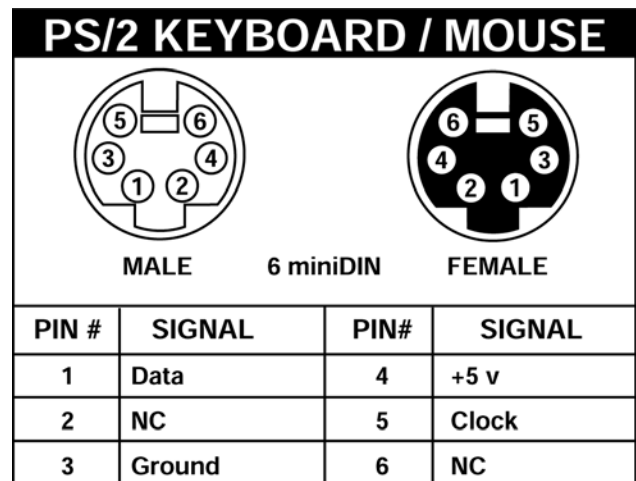 PS/2 KEYBOARD / MOUSE
5 6 6 5
3 4 4 3
1 2 2 1
MALE 6 miniDIN FEMALE
PIN # SIGNAL PIN# SIGNAL
1 Data 4 +5 v
2 NC 5 Clock
3 Ground 6 NC